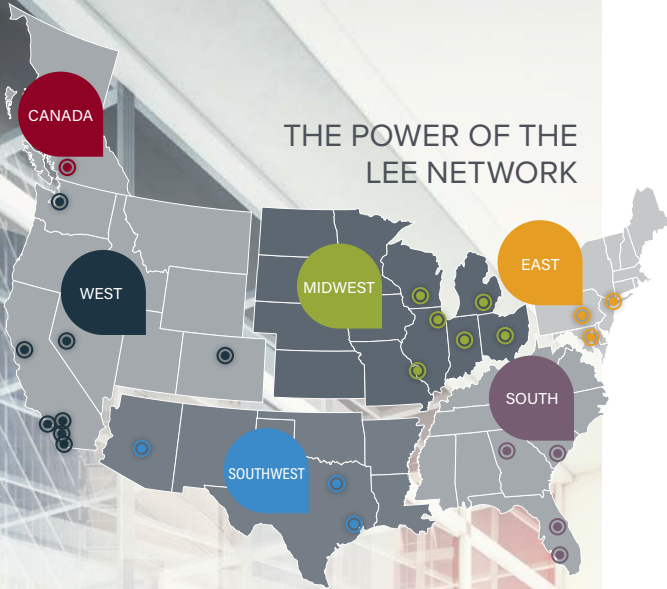 CANADA
THE POWER OF THE
LEE NETWORK
EAST
WEST
MIDWEST
SOUTH
SOUTHWEST